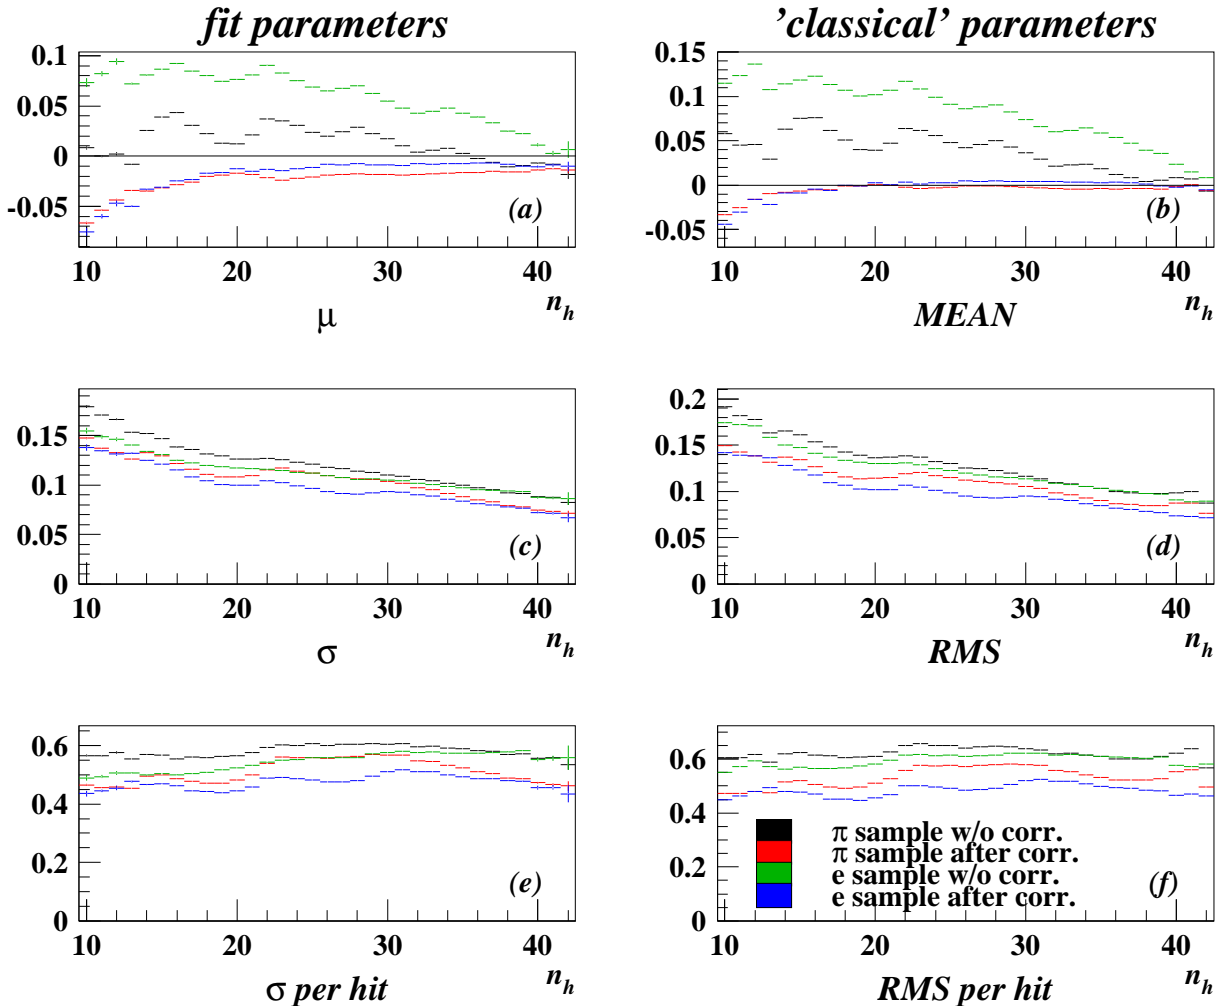 fit parameters
'classical' parameters
0.1
0.05
0
-0.05
(a)
10 20 30 40
n_h
μ
0.15
0.1
0.05
0
-0.05
(b)
10 20 30 40
n_h
MEAN
0.15
0.1
0.05
0
(c)
10 20 30 40
n_h
σ
0.2
0.15
0.1
0.05
0
(d)
10 20 30 40
n_h
RMS
0.6
0.4
0.2
0
(e)
10 20 30 40
n_h
σ per hit
0.6
0.4
0.2
0
π sample w/o corr.
π sample after corr.
e sample w/o corr.
e sample after corr.
(f)
10 20 30 40
n_h
RMS per hit